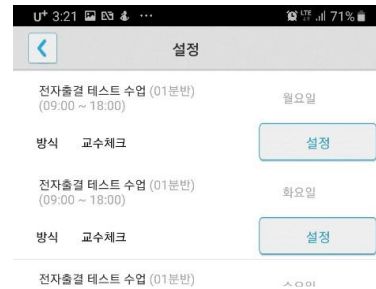 U+ 3:21 ... LTE 71%
설정
전자출결 테스트 수업 (01분반)
(09:00 ~ 18:00)
월요일
방식 교수체크
설정
전자출결 테스트 수업 (01분반)
(09:00 ~ 18:00)
화요일
방식 교수체크
설정
전자출결 테스트 수업 (01분반)
수요일